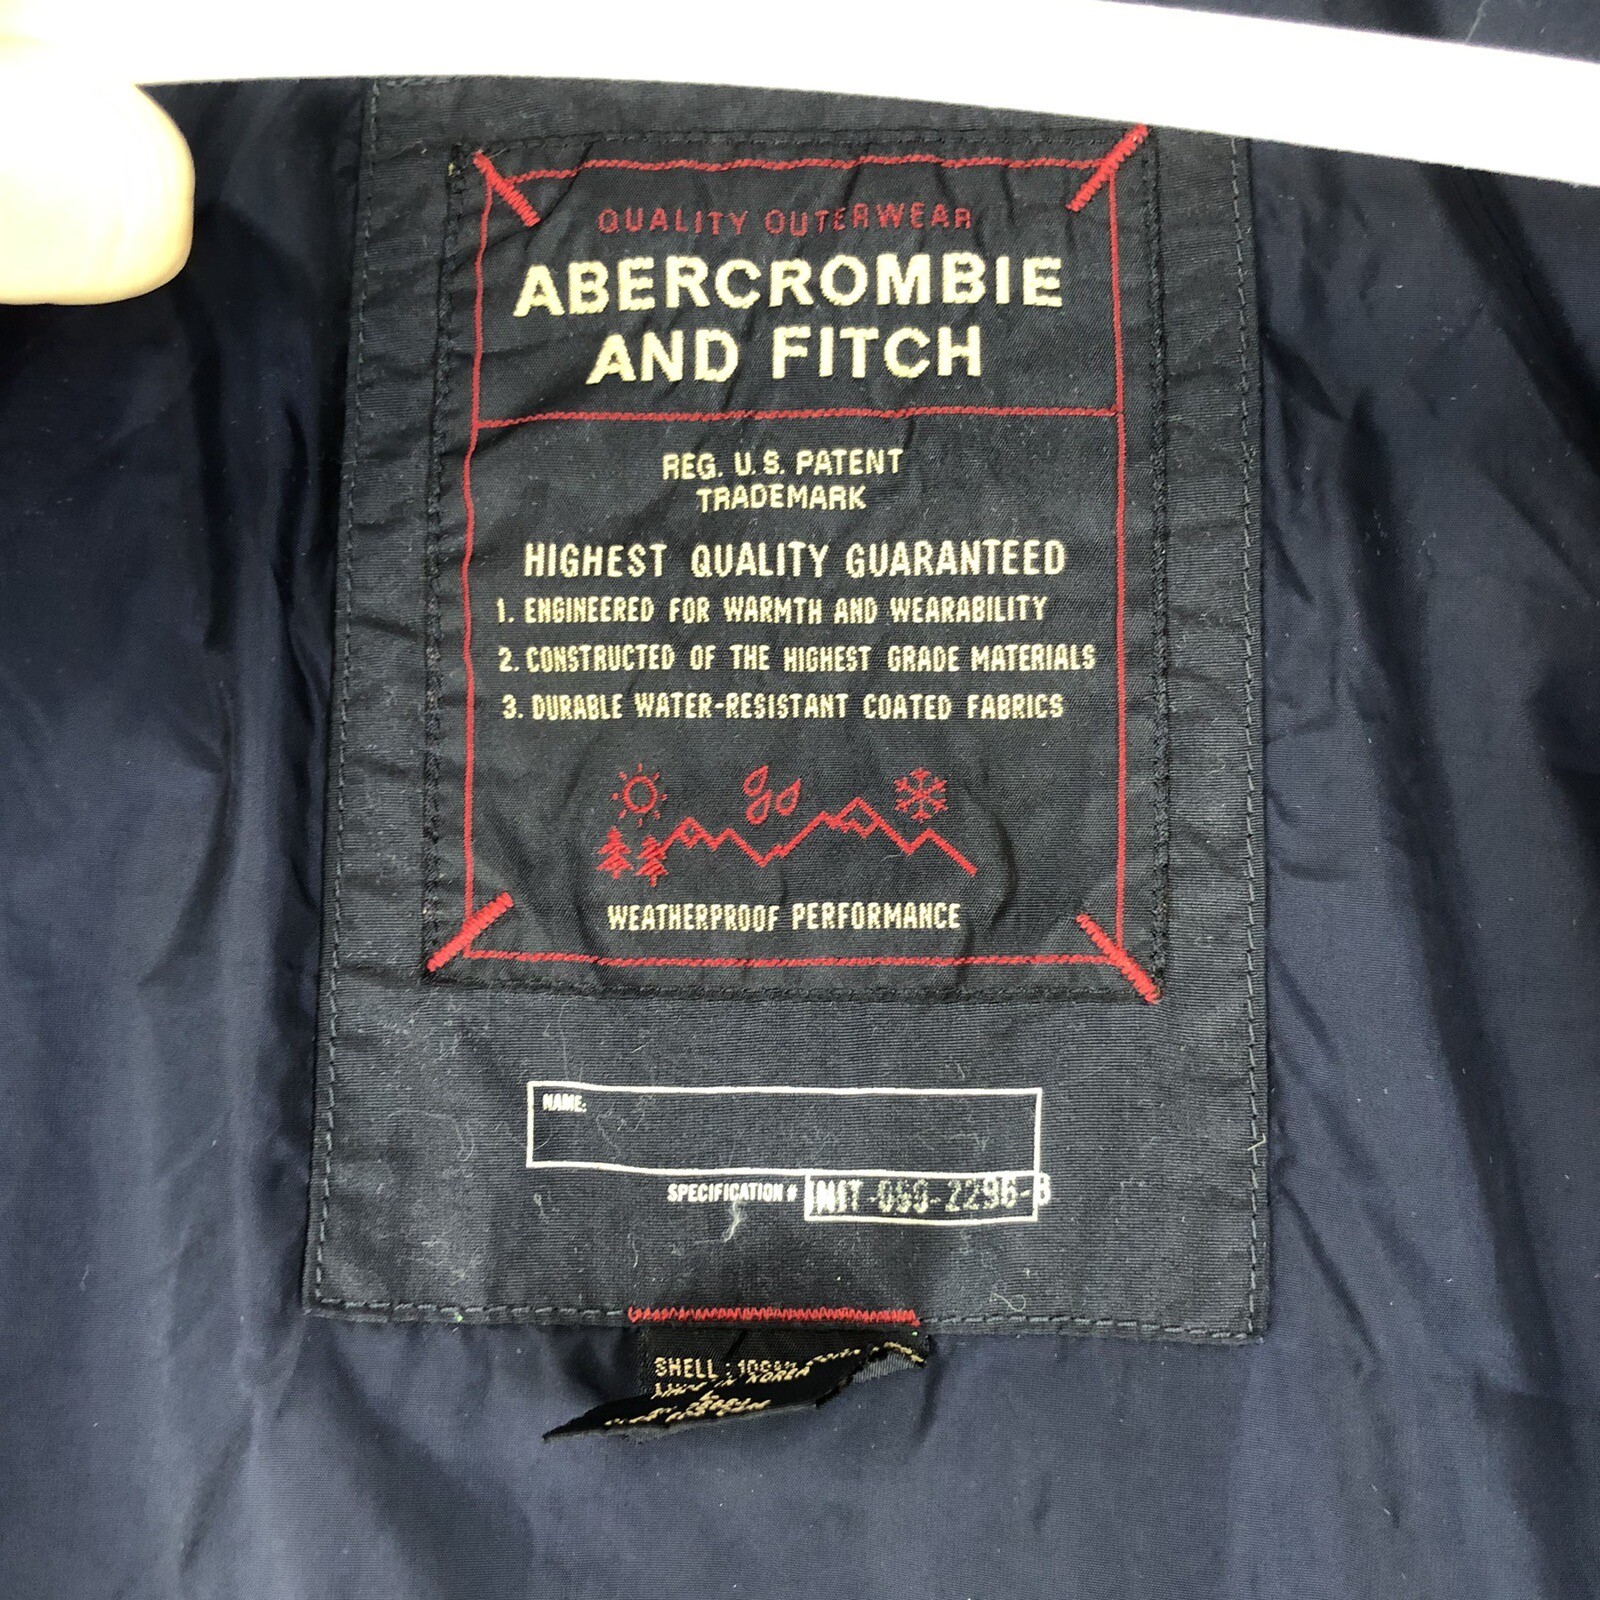 QUALITY OUTERWEAR
ABERCROMBIE
AND FITCH
REG. U.S. PATENT
TRADEMARK
HIGHEST QUALITY GUARANTEED
1. ENGINEERED FOR WARMTH AND WEARABILITY
2. CONSTRUCTED OF THE HIGHEST GRADE MATERIALS
3. DURABLE WATER-RESISTANT COATED FABRICS
WEATHERPROOF PERFORMANCE
NAME:
SPECIFICATION #
SHELL :
KOREA